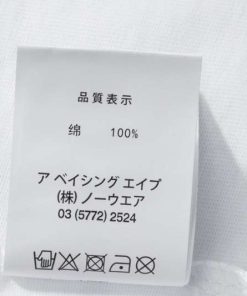 品質表示
绵 100%
ア ベイシング エイプ
(株) ノーウエア
03 (5772) 2524